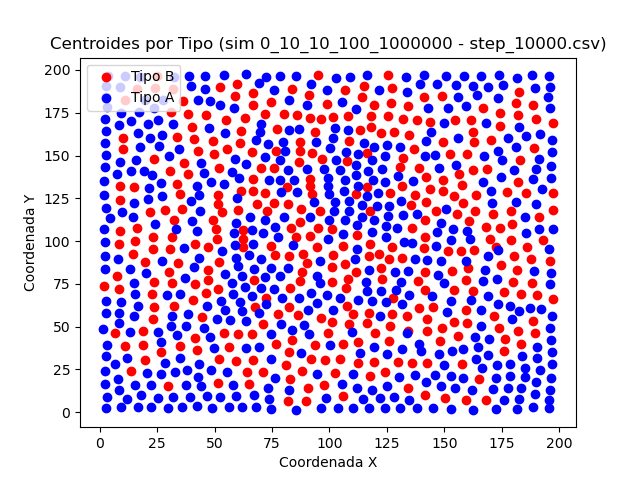 Centroides por Tipo (sim 0_10_10_100_1000000 - step_10000.csv)
Tipo B
Tipo A
200
175
150
125
100
75
50
25
0
Coordenada Y
0 25 50 75 100 125 150 175 200
Coordenada X